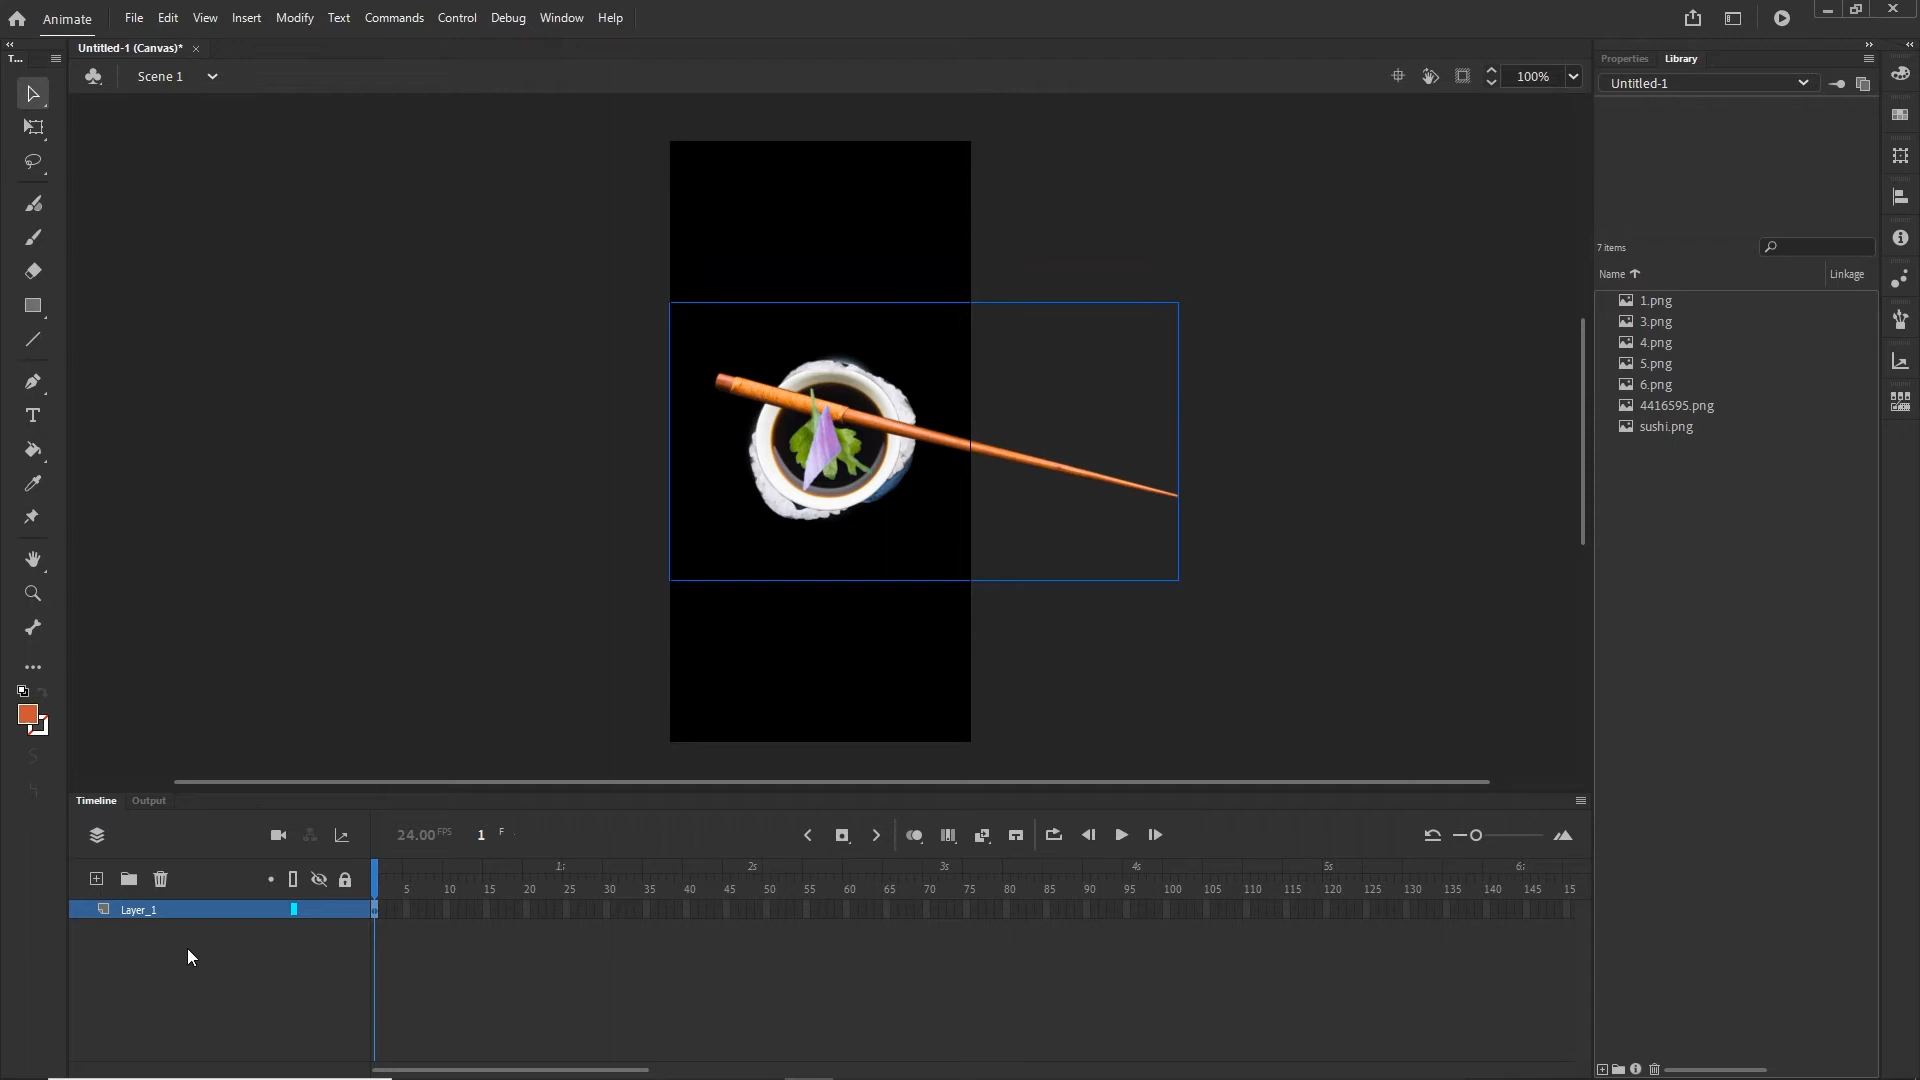 Animate
File Edit View Insert Modify Text Commands Control Debug Window Help
Untitled-1 (Canvas)*
Scene 1
100%
T...
Properties Library
Untitled-1
7 items
Name Linkage
1.png
3.png
4.png
5.png
6.png
4416595.png
sushi.png
Timeline Output
24.00 FPS 1 F
1s 2s 3s 4s 5s 6s
5 10 15 20 25 30 35 40 45 50 55 60 65 70 75 80 85 90 95 100 105 110 115 120 125 130 135 140 145 15
Layer_1